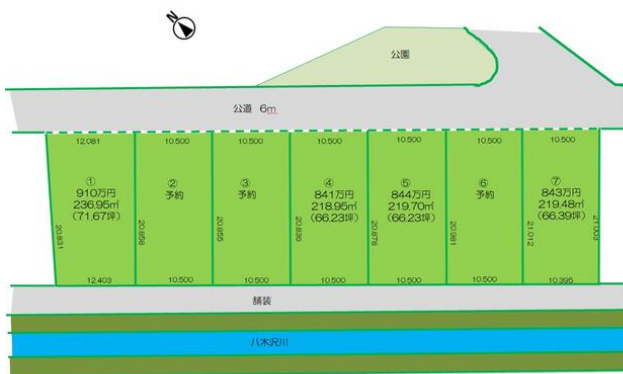 N
公園
公道 6m
12.081
10.500
10.500
10.500
10.500
10.500
10.500
①
910万円
236.95㎡
(71.67坪)
②
予約
③
予約
④
841万円
218.95㎡
(66.23坪)
⑤
844万円
219.70㎡
(66.23坪)
⑥
予約
⑦
843万円
219.48㎡
(66.39坪)
20.831
20.858
20.855
20.836
20.878
20.981
21.012
21.003
12.403
10.500
10.500
10.500
10.500
10.500
10.395
舗装
八木沢川